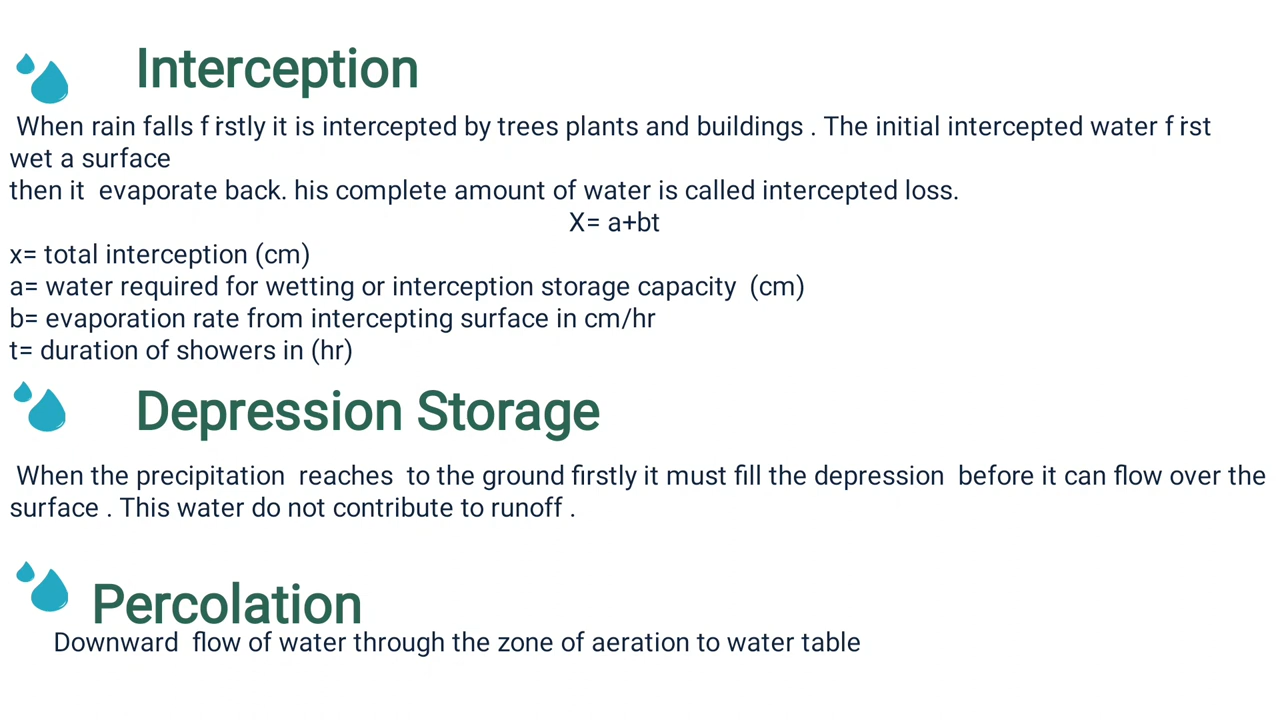 Interception
When rain falls firstly it is intercepted by trees plants and buildings . The initial intercepted water first
wet a surface
then it evaporate back. his complete amount of water is called intercepted loss.
X= a+bt
x= total interception (cm)
a= water required for wetting or interception storage capacity (cm)
b= evaporation rate from intercepting surface in cm/hr
t= duration of showers in (hr)
Depression Storage
When the precipitation reaches to the ground firstly it must fill the depression before it can flow over the
surface . This water do not contribute to runoff .
Percolation
Downward flow of water through the zone of aeration to water table